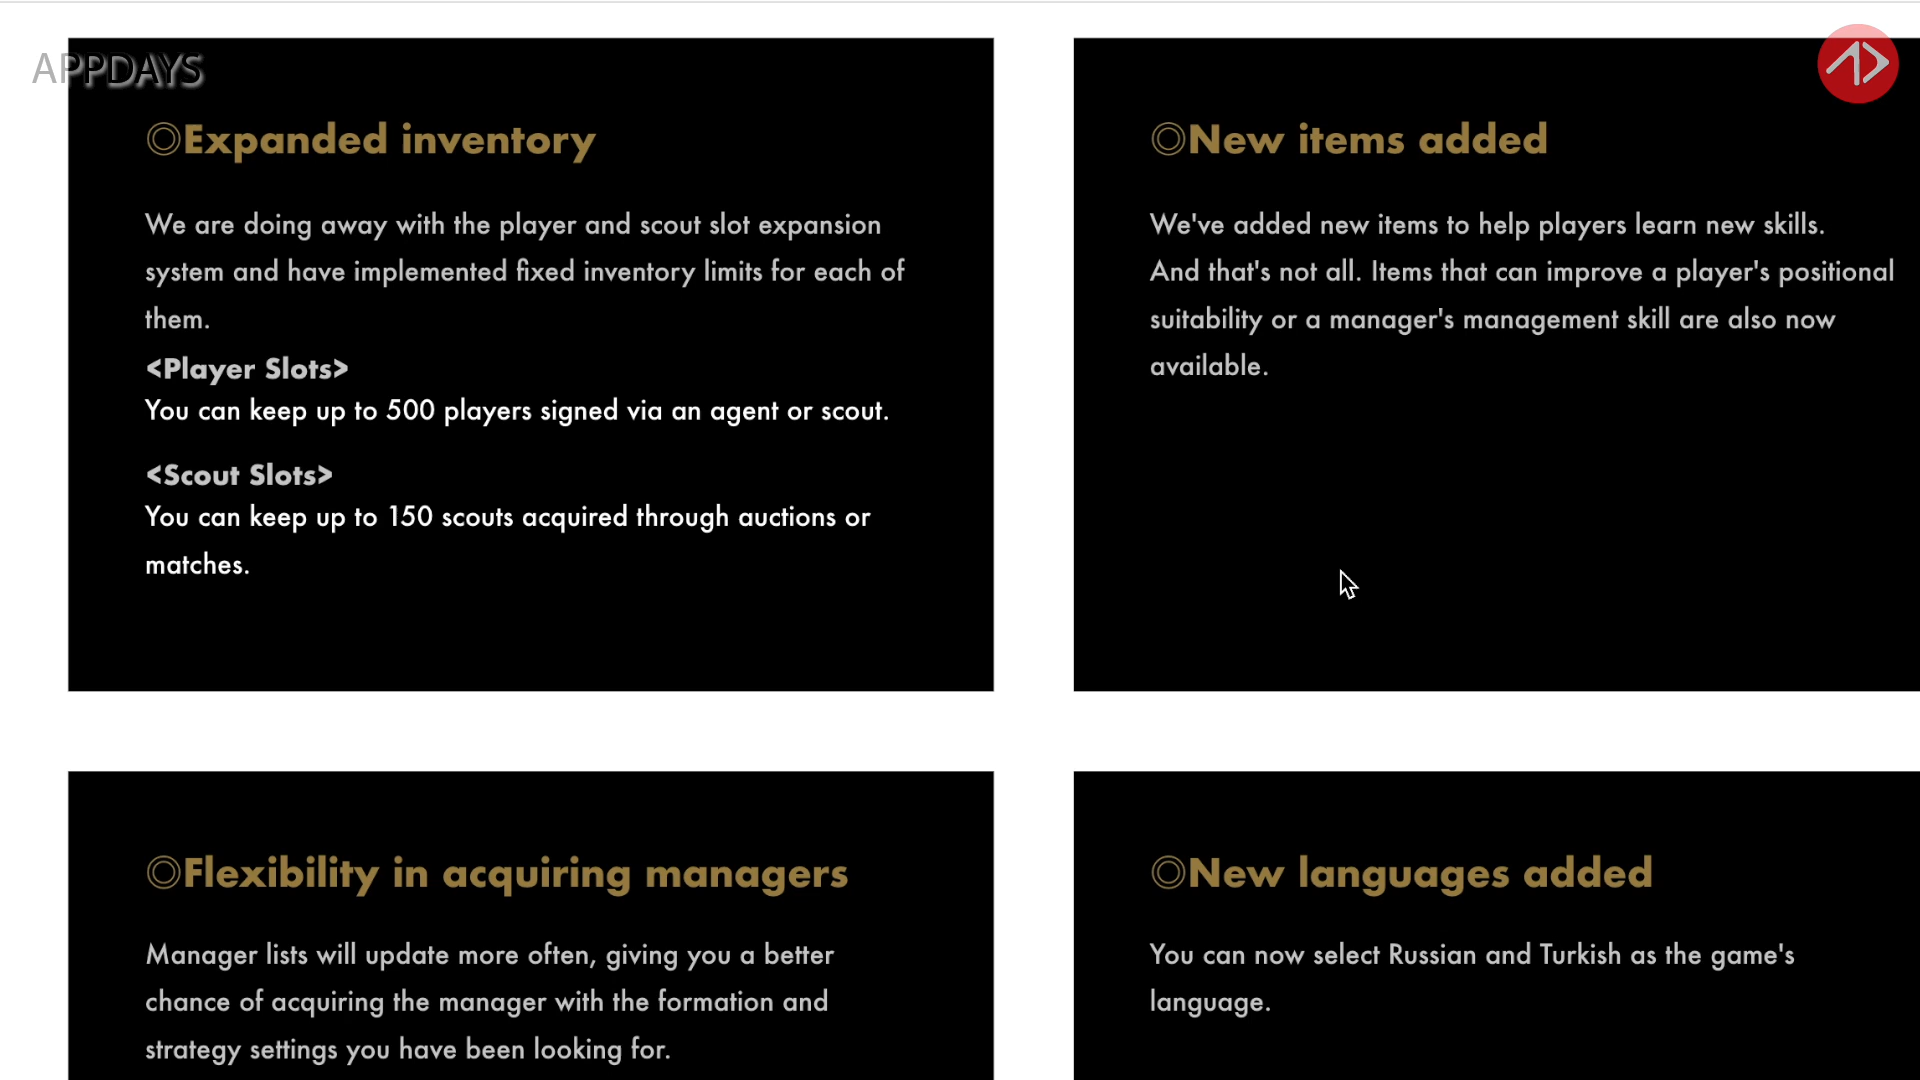 APPDAYS
◎Expanded inventory
We are doing away with the player and scout slot expansion
system and have implemented fixed inventory limits for each of
them.
<Player Slots>
You can keep up to 500 players signed via an agent or scout.
<Scout Slots>
You can keep up to 150 scouts acquired through auctions or
matches.
◎New items added
We've added new items to help players learn new skills.
And that's not all. Items that can improve a player's positional
suitability or a manager's management skill are also now
available.
◎Flexibility in acquiring managers
Manager lists will update more often, giving you a better
chance of acquiring the manager with the formation and
strategy settings you have been looking for.
◎New languages added
You can now select Russian and Turkish as the game's
language.